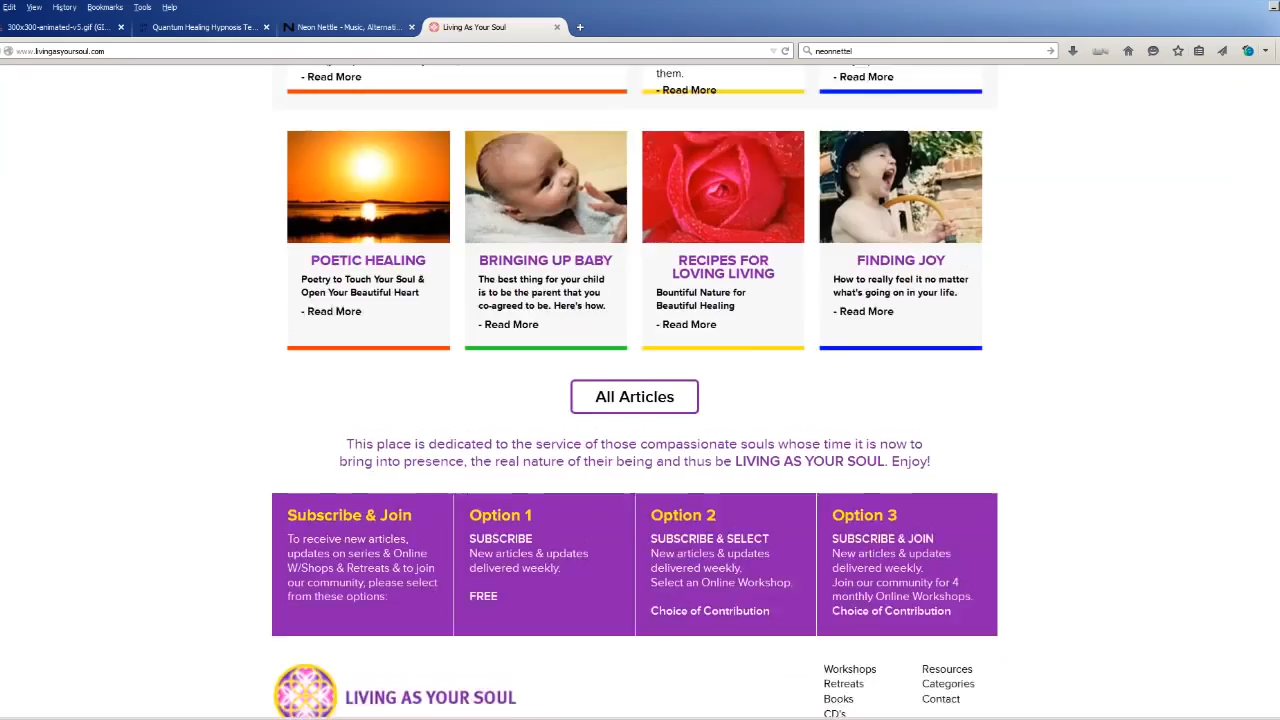 Edit View History Bookmarks Tools Help
300x300-animated-v5.gif (GI... × Quantum Healing Hypnosis Te... × Neon Nettle - Music, Alternati... × Living As Your Soul × +
www.livingasyoursoul.com neonnettel
them.
- Read More - Read More - Read More
POETIC HEALING
Poetry to Touch Your Soul &
Open Your Beautiful Heart
- Read More
BRINGING UP BABY
The best thing for your child
is to be the parent that you
co-agreed to be. Here's how.
- Read More
RECIPES FOR
LOVING LIVING
Bountiful Nature for
Beautiful Healing
- Read More
FINDING JOY
How to really feel it no matter
what's going on in your life.
- Read More
All Articles
This place is dedicated to the service of those compassionate souls whose time it is now to
bring into presence, the real nature of their being and thus be LIVING AS YOUR SOUL. Enjoy!
Subscribe & Join
To receive new articles,
updates on series & Online
W/Shops & Retreats & to join
our community, please select
from these options:
Option 1
SUBSCRIBE
New articles & updates
delivered weekly.
FREE
Option 2
SUBSCRIBE & SELECT
New articles & updates
delivered weekly.
Select an Online Workshop.
Choice of Contribution
Option 3
SUBSCRIBE & JOIN
New articles & updates
delivered weekly.
Join our community for 4
monthly Online Workshops.
Choice of Contribution
LIVING AS YOUR SOUL
Workshops
Retreats
Books
CD's
Resources
Categories
Contact